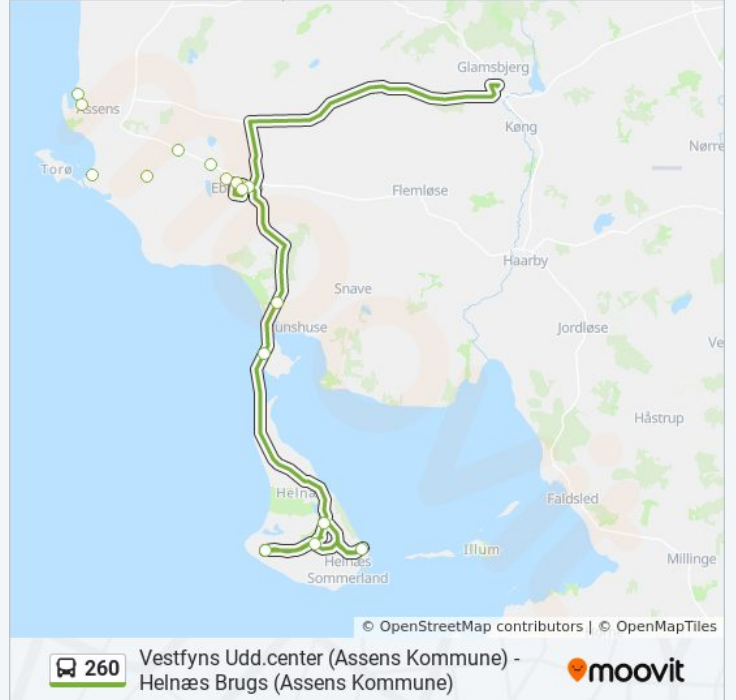 Glamsbjerg
Assens
Køng
Nørre
Torø
Flemløse
Haarby
Snave
unshuse
Jordløse
Ve
Håstrup
Helnæ
Faldsled
Illum
Helnæs
Sommerland
Millinge
© OpenStreetMap contributors | © OpenMapTiles
260
Vestfyns Udd.center (Assens Kommune) -
Helnæs Brugs (Assens Kommune)
moovit